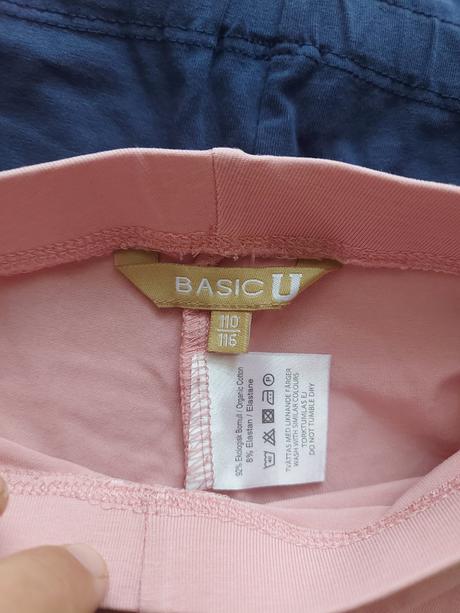 BASIC U
110
116
92% Ekologisk Bomull / Organic Cotton
8% Elastan / Elastane
40
P
TVÄTTAS MED LIKNANDE FÄRGER
WASH WITH SIMILAR COLOURS
TORKTUMLAS EJ
DO NOT TUMBLE DRY